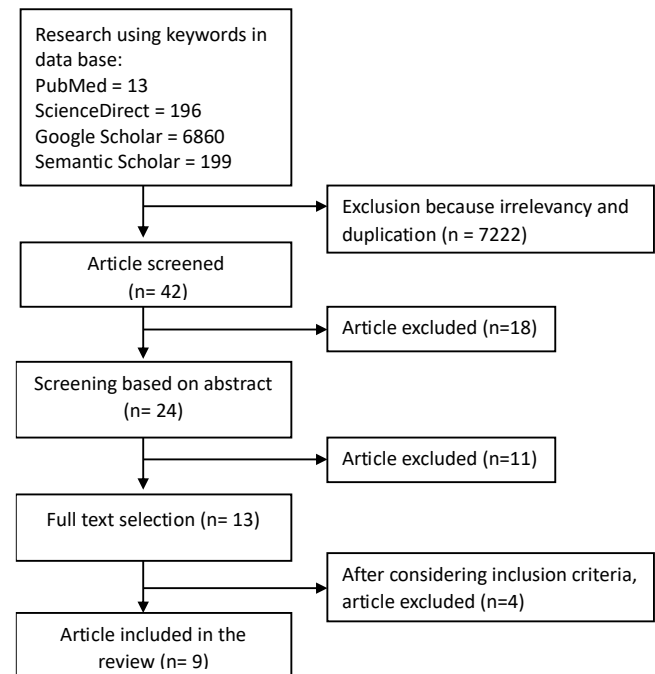 Research using keywords in
data base:
PubMed = 13
ScienceDirect = 196
Google Scholar = 6860
Semantic Scholar = 199
Exclusion because irrelevancy and
duplication (n = 7222)
Article screened
(n= 42)
Article excluded (n=18)
Screening based on abstract
(n= 24)
Article excluded (n=11)
Full text selection (n= 13)
After considering inclusion criteria,
article excluded (n=4)
Article included in the
review (n= 9)